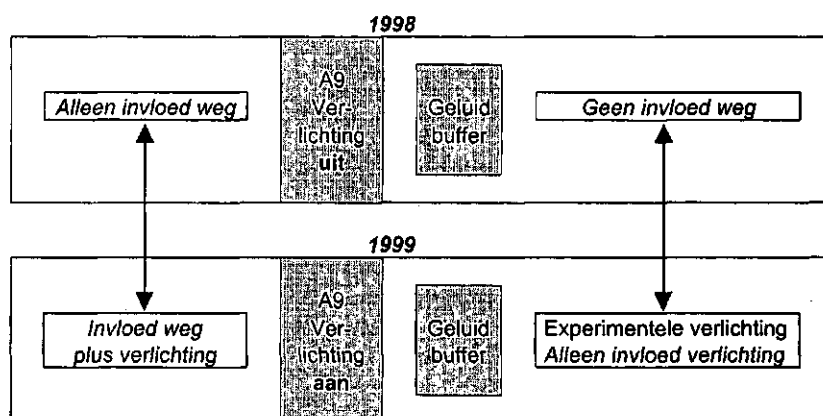 1998
Alleen invloed weg
A9
Ver-
lichting
uit
Geluid
buffer
Geen invloed weg
1999
Invloed weg
plus verlichting
A9
Ver-
lichting
aan
Geluid
buffer
Experimentele verlichting
Alleen invloed verlichting